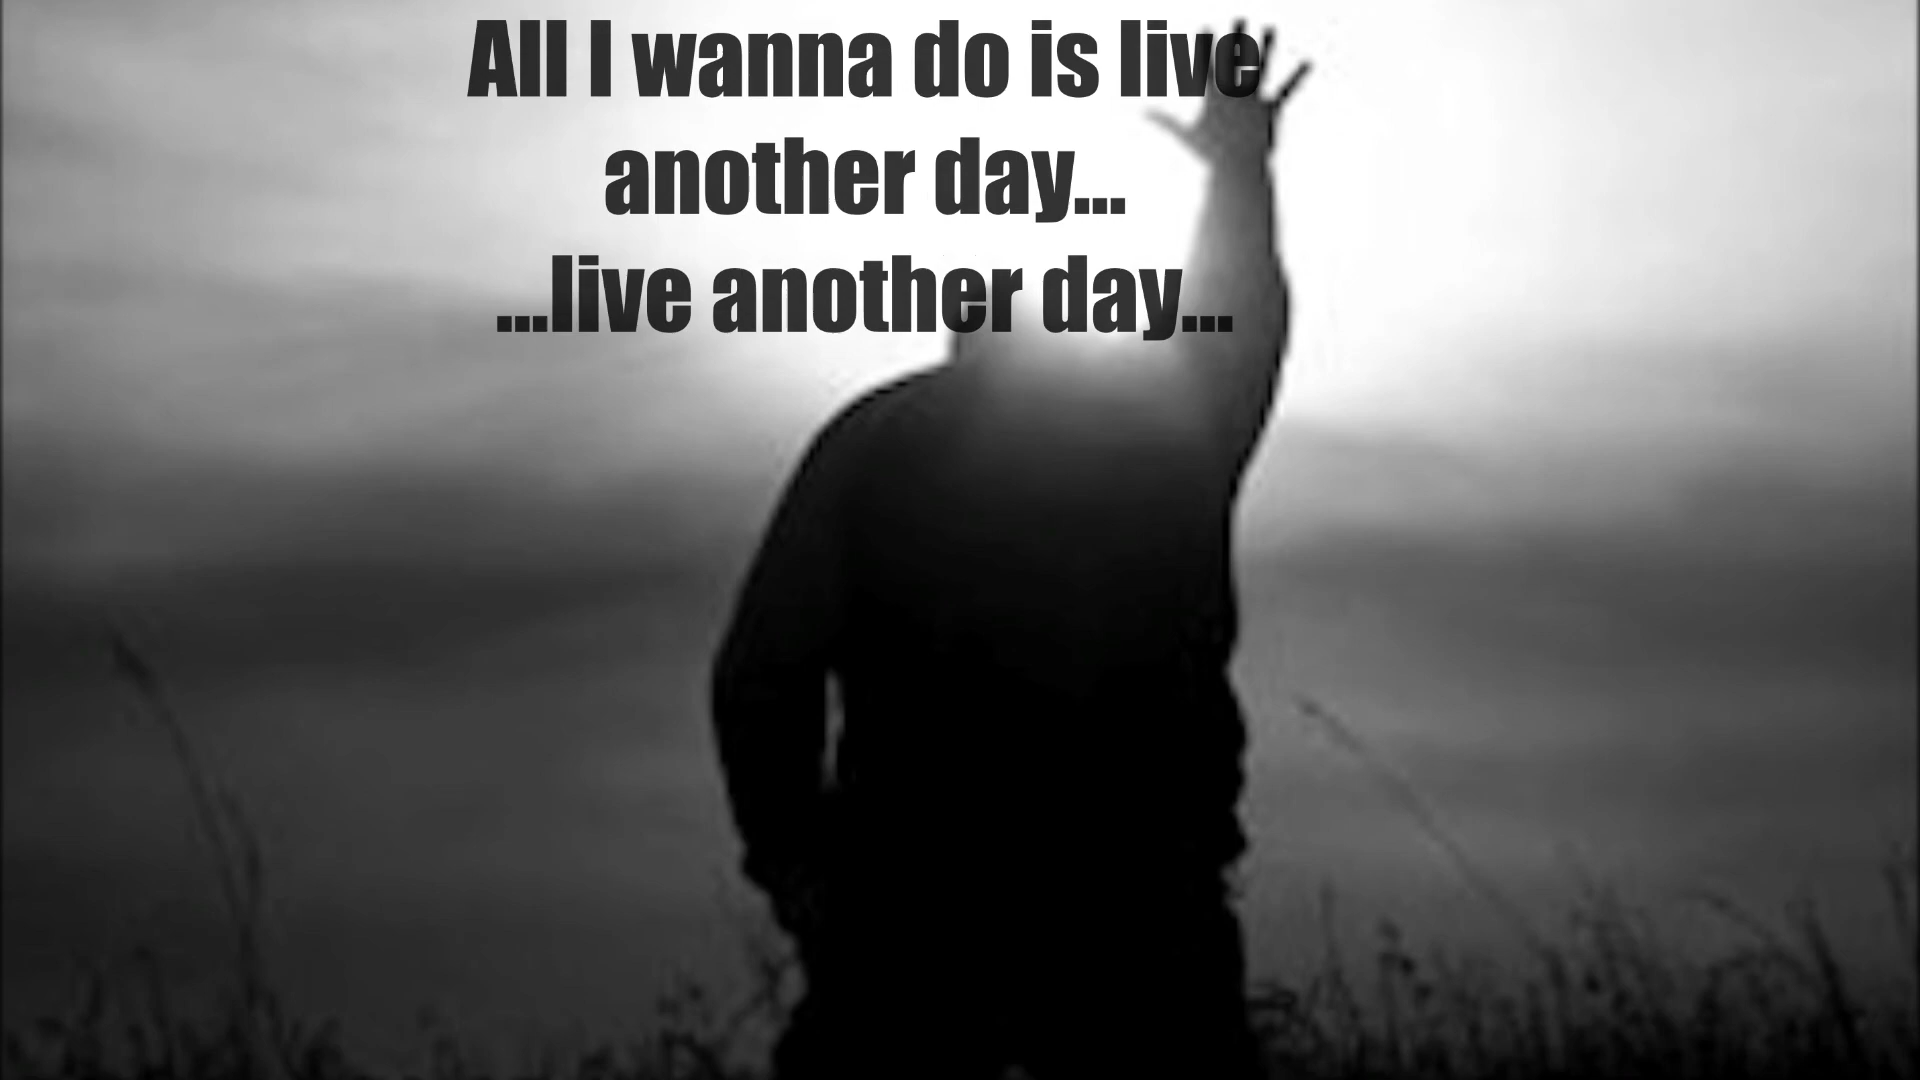 All I wanna do is live
another day...
...live another day...